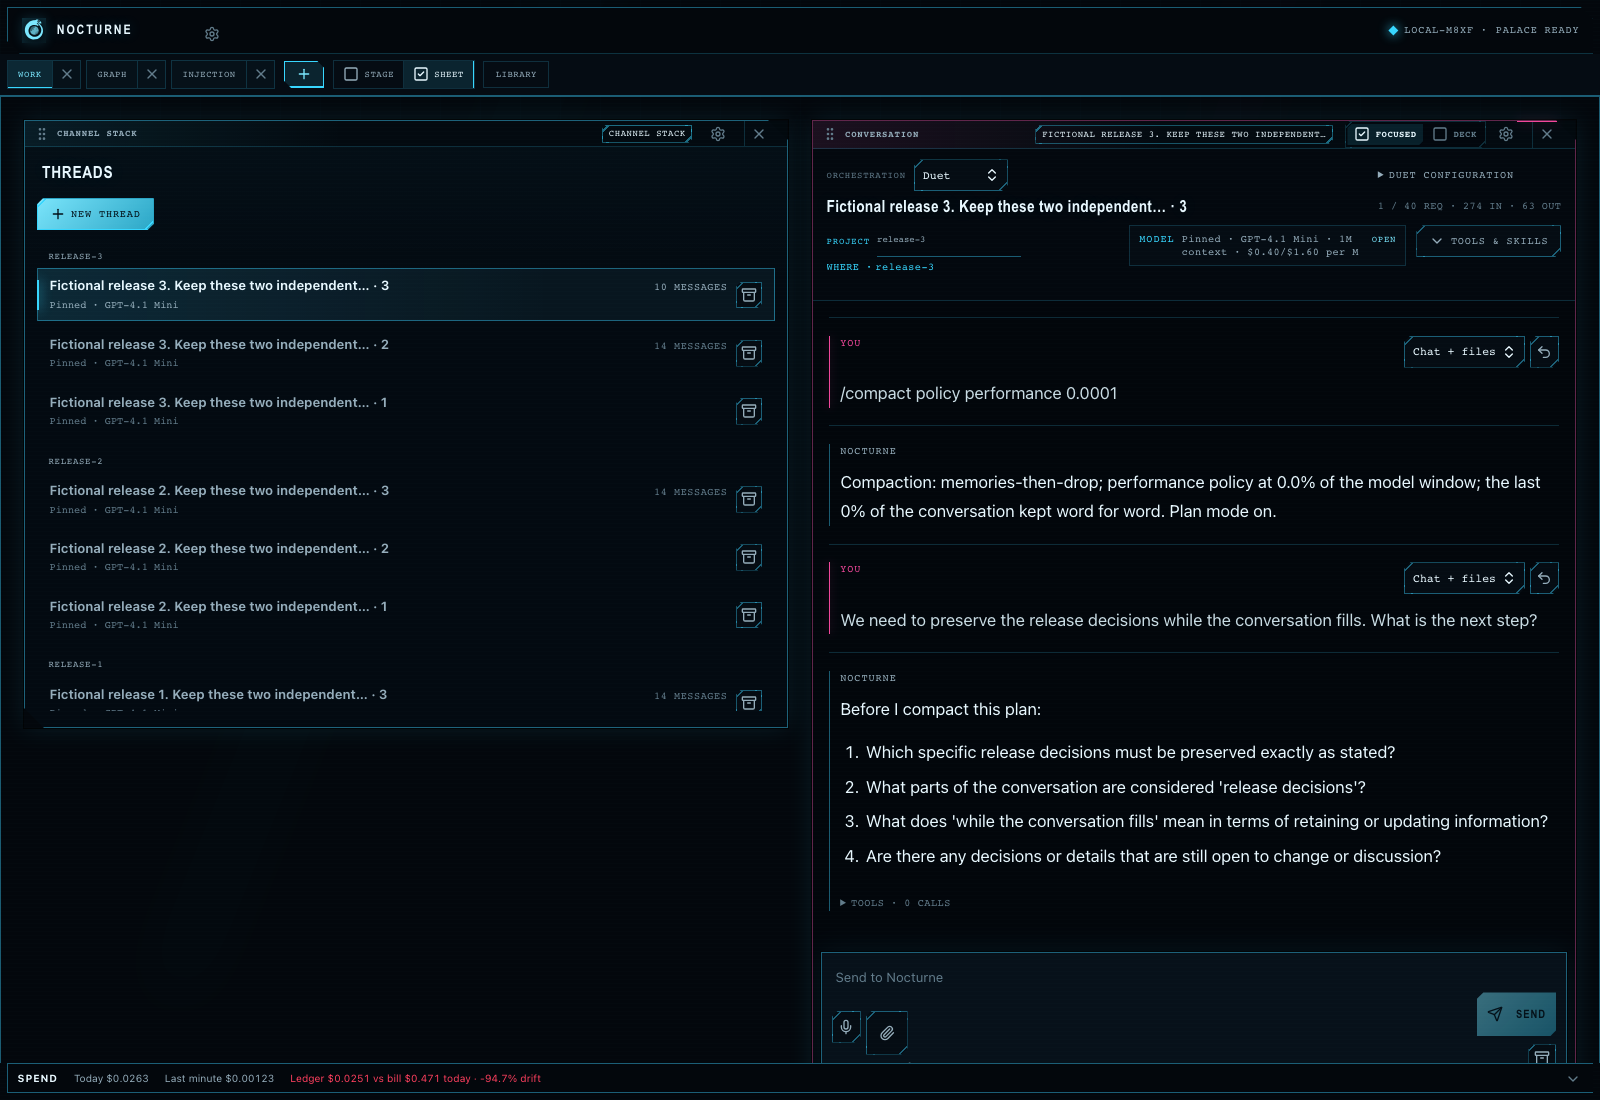 NOCTURNE
LOCAL-M8XF · PALACE READY
WORK
GRAPH
INJECTION
STAGE
SHEET
LIBRARY
CHANNEL STACK
CHANNEL STACK
THREADS
NEW THREAD
RELEASE-3
Fictional release 3. Keep these two independent... · 3
10 MESSAGES
Pinned · GPT-4.1 Mini
Fictional release 3. Keep these two independent... · 2
14 MESSAGES
Pinned · GPT-4.1 Mini
Fictional release 3. Keep these two independent... · 1
Pinned · GPT-4.1 Mini
RELEASE-2
Fictional release 2. Keep these two independent... · 3
14 MESSAGES
Pinned · GPT-4.1 Mini
Fictional release 2. Keep these two independent... · 2
Pinned · GPT-4.1 Mini
Fictional release 2. Keep these two independent... · 1
Pinned · GPT-4.1 Mini
RELEASE-1
Fictional release 1. Keep these two independent... · 3
14 MESSAGES
CONVERSATION
FICTIONAL RELEASE 3. KEEP THESE TWO INDEPENDENT…
FOCUSED
DECK
ORCHESTRATION
Duet
DUET CONFIGURATION
Fictional release 3. Keep these two independent... · 3
1 / 40 REQ · 274 IN · 63 OUT
PROJECT release-3
MODEL Pinned · GPT-4.1 Mini · 1M
context · $0.40/$1.60 per M
OPEN
TOOLS & SKILLS
WHERE · release-3
YOU
Chat + files
/compact policy performance 0.0001
NOCTURNE
Compaction: memories-then-drop; performance policy at 0.0% of the model window; the last
0% of the conversation kept word for word. Plan mode on.
YOU
Chat + files
We need to preserve the release decisions while the conversation fills. What is the next step?
NOCTURNE
Before I compact this plan:
1. Which specific release decisions must be preserved exactly as stated?
2. What parts of the conversation are considered 'release decisions'?
3. What does 'while the conversation fills' mean in terms of retaining or updating information?
4. Are there any decisions or details that are still open to change or discussion?
TOOLS · 0 CALLS
Send to Nocturne
SEND
SPEND
Today $0.0263
Last minute $0.00123
Ledger $0.0251 vs bill $0.471 today · -94.7% drift